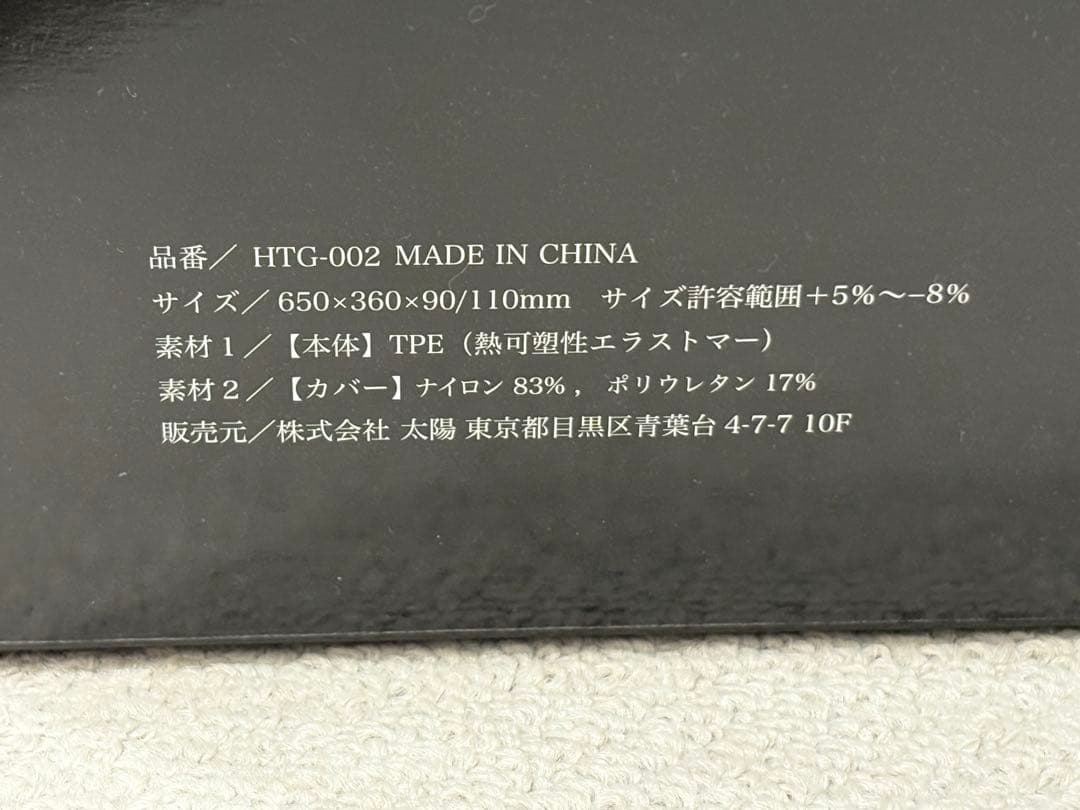 品番／ HTG-002 MADE IN CHINA
サイズ／650×360×90/110mm　サイズ許容範囲＋5%〜−8%
素材1／【本体】TPE（熱可塑性エラストマー）
素材2／【カバー】ナイロン 83%， ポリウレタン 17%
販売元／株式会社 太陽 東京都目黒区青葉台 4-7-7 10F